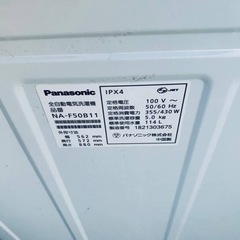 Panasonic
全自動電気洗濯機
品番
NA-F50B11
外形寸法
幅 562 mm
奥行 572 mm
高さ 880 mm
IPX4
JET
定格電圧 100 V ～
定格周波数 50/60 Hz
定格消費電力 355/430 W
標準洗濯容量 5.0 kg
標準使用水量 114 L
製造番号 1821303675
パナソニック株式会社
中国製